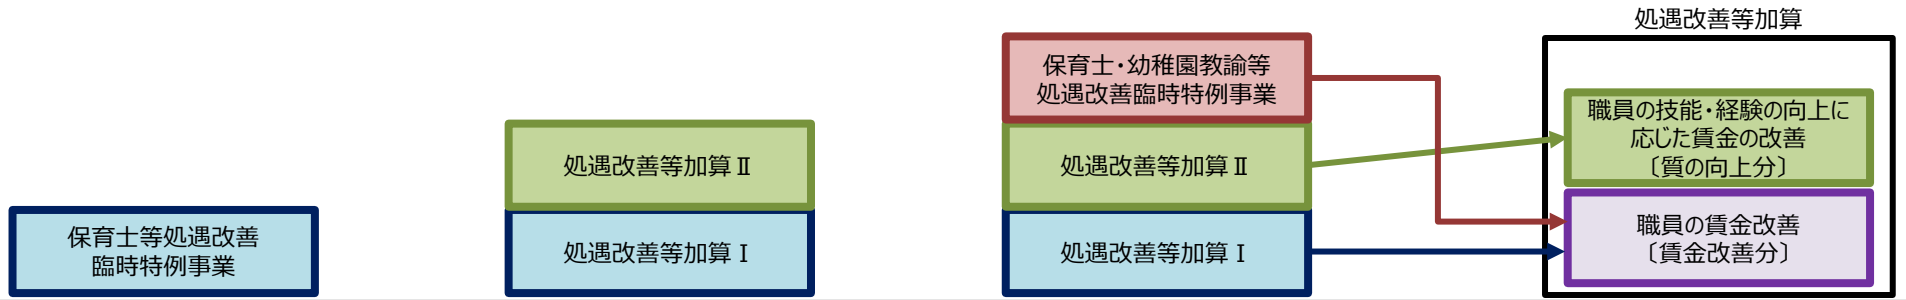 保育士等処遇改善
臨時特例事業
処遇改善等加算Ⅱ
処遇改善等加算Ⅰ
保育士・幼稚園教諭等
処遇改善臨時特例事業
処遇改善等加算Ⅱ
処遇改善等加算Ⅰ
処遇改善等加算
職員の技能・経験の向上に
応じた賃金の改善
〔質の向上分〕
職員の賃金改善
〔賃金改善分〕